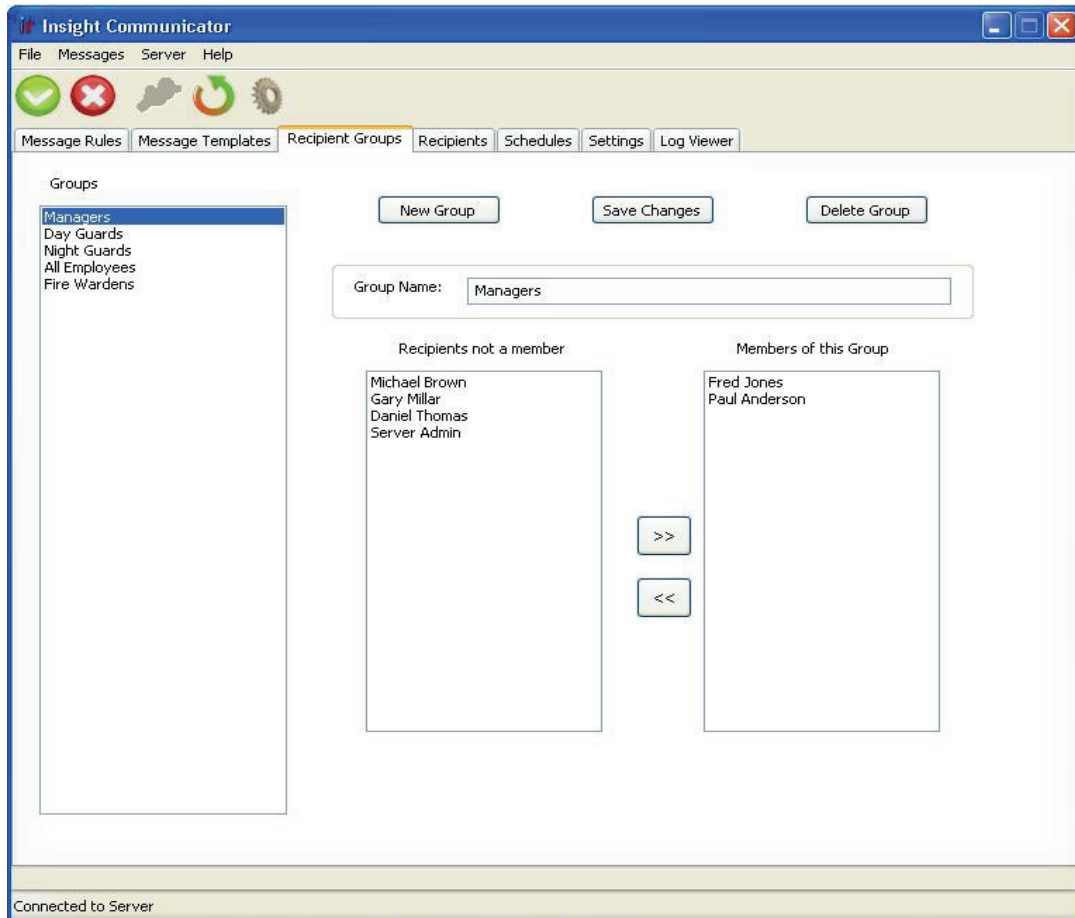 Insight Communicator
File Messages Server Help
Message Rules Message Templates Recipient Groups Recipients Schedules Settings Log Viewer
Groups
Managers
Day Guards
Night Guards
All Employees
Fire Wardens
New Group Save Changes Delete Group
Group Name: Managers
Recipients not a member
Michael Brown
Gary Millar
Daniel Thomas
Server Admin
>>
<<
Members of this Group
Fred Jones
Paul Anderson
Connected to Server